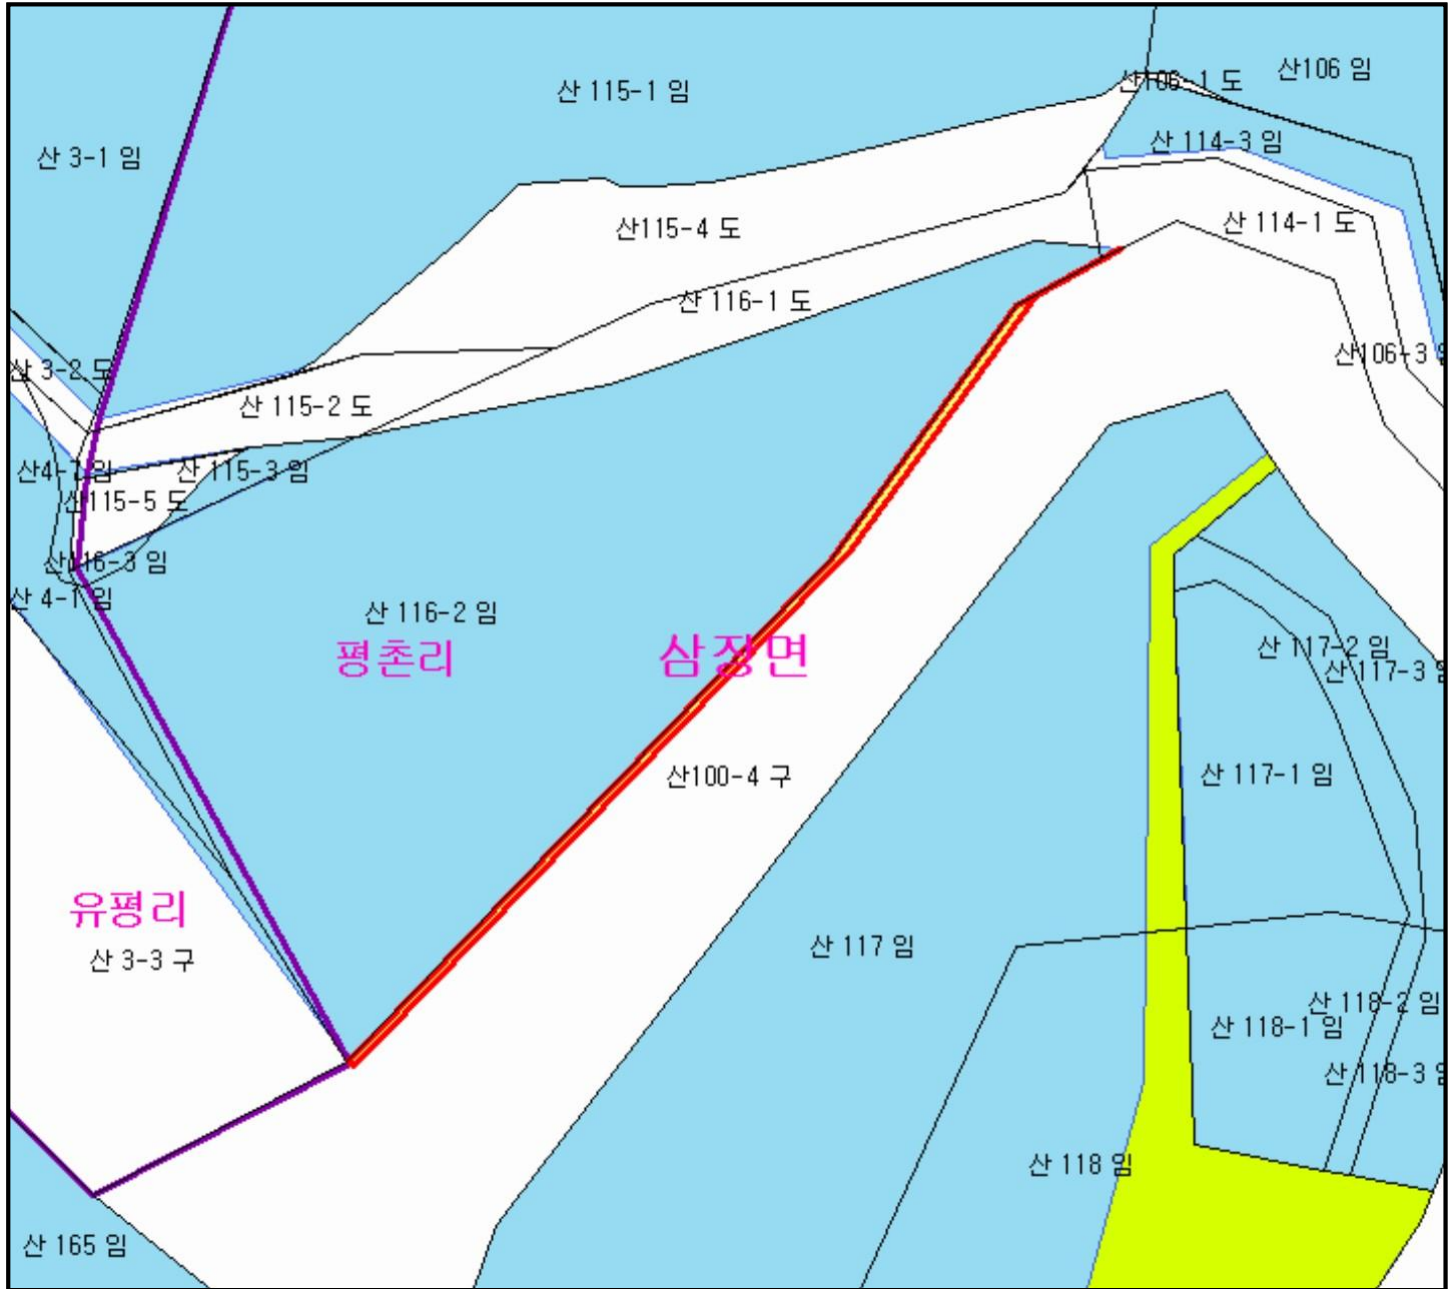 산106 임
산106-1 도
산 115-1 임
산 114-3 임
산 3-1 임
산 114-1 도
산115-4 도
산 116-1 도
산106-3
산 3-2 도
산 115-2 도
산 115-3 임
산115-5 도
산116-3 임
산 4-1 임
산 116-2 임
산 117-2 임
평촌리
삼장면
산 117-3 임
산 117-1 임
산100-4 구
유평리
산 117 임
산 3-3 구
산 118-2 임
산 118-1 임
산 118-3 임
산 118 임
산 165 임